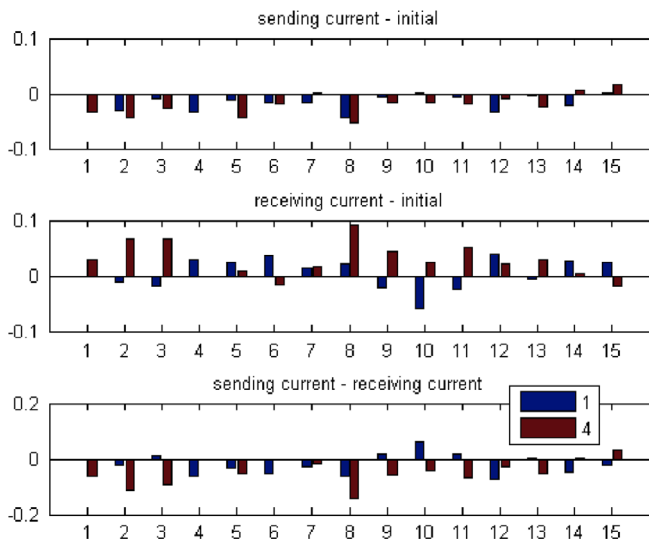 sending current - initial
0.1
0
-0.1
1 2 3 4 5 6 7 8 9 10 11 12 13 14 15
receiving current - initial
0.1
0
-0.1
1 2 3 4 5 6 7 8 9 10 11 12 13 14 15
sending current - receiving current
0.2
1
4
0
-0.2
1 2 3 4 5 6 7 8 9 10 11 12 13 14 15